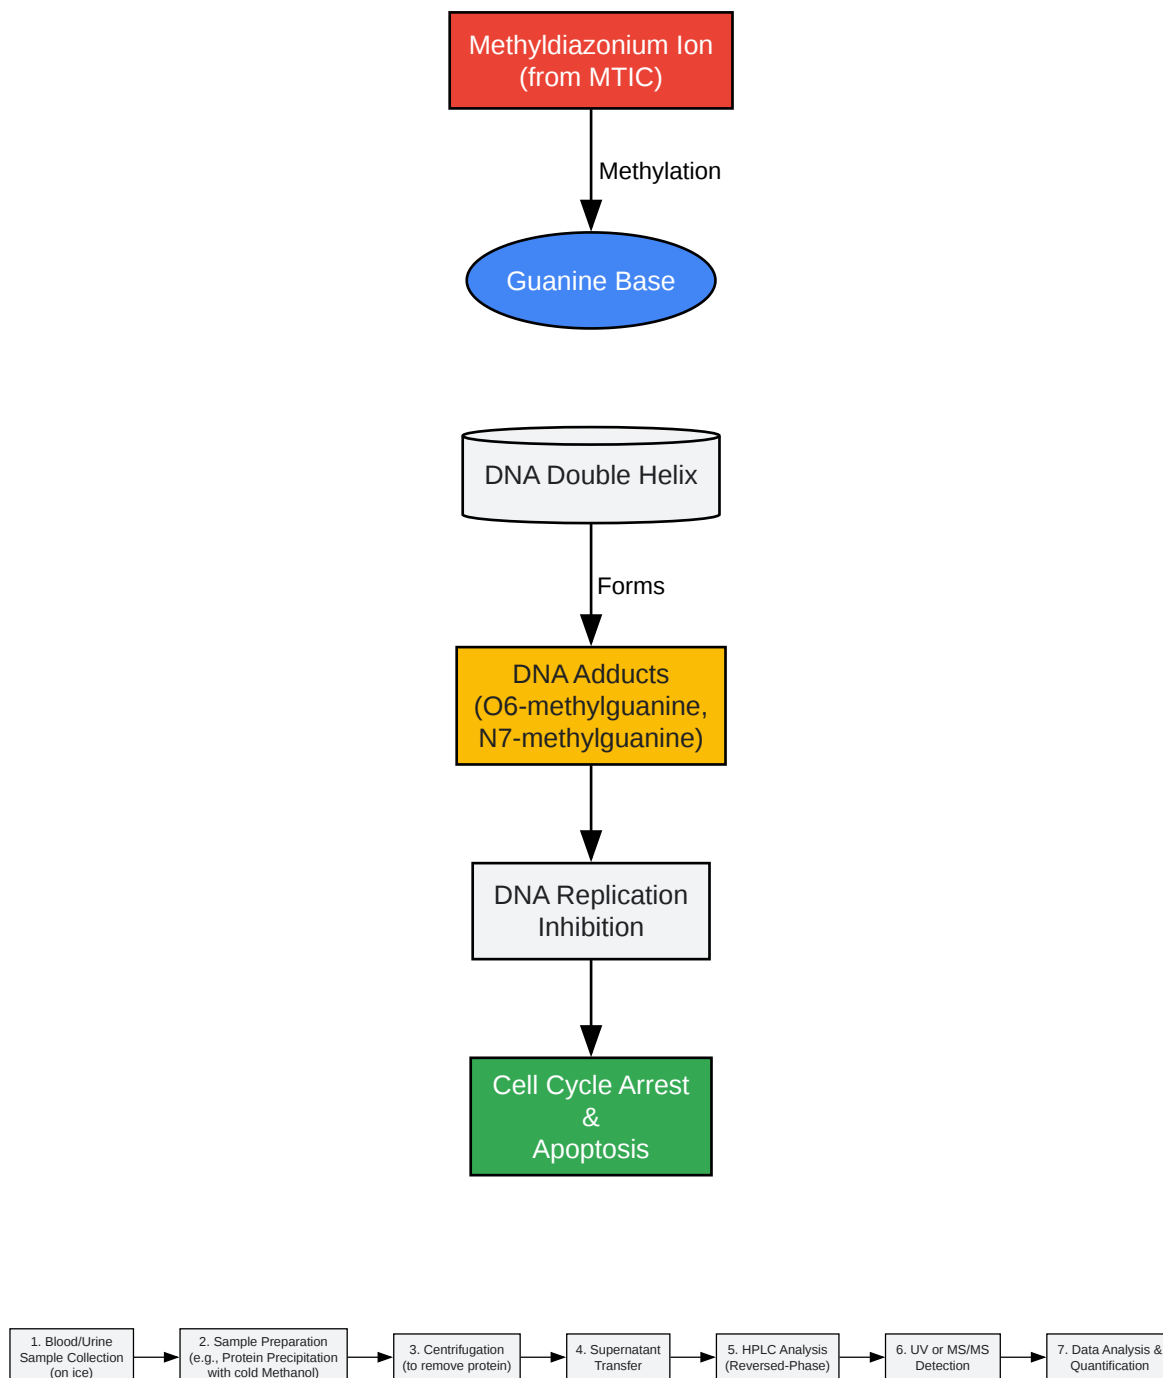 Methyldiazonium Ion
(from MTIC)
Methylation
Guanine Base
DNA Double Helix
Forms
DNA Adducts
(O6-methylguanine,
N7-methylguanine)
DNA Replication
Inhibition
Cell Cycle Arrest
&
Apoptosis
1. Blood/Urine
Sample Collection
(on ice)
2. Sample Preparation
(e.g., Protein Precipitation
with cold Methanol)
3. Centrifugation
(to remove protein)
4. Supernatant
Transfer
5. HPLC Analysis
(Reversed-Phase)
6. UV or MS/MS
Detection
7. Data Analysis &
Quantification